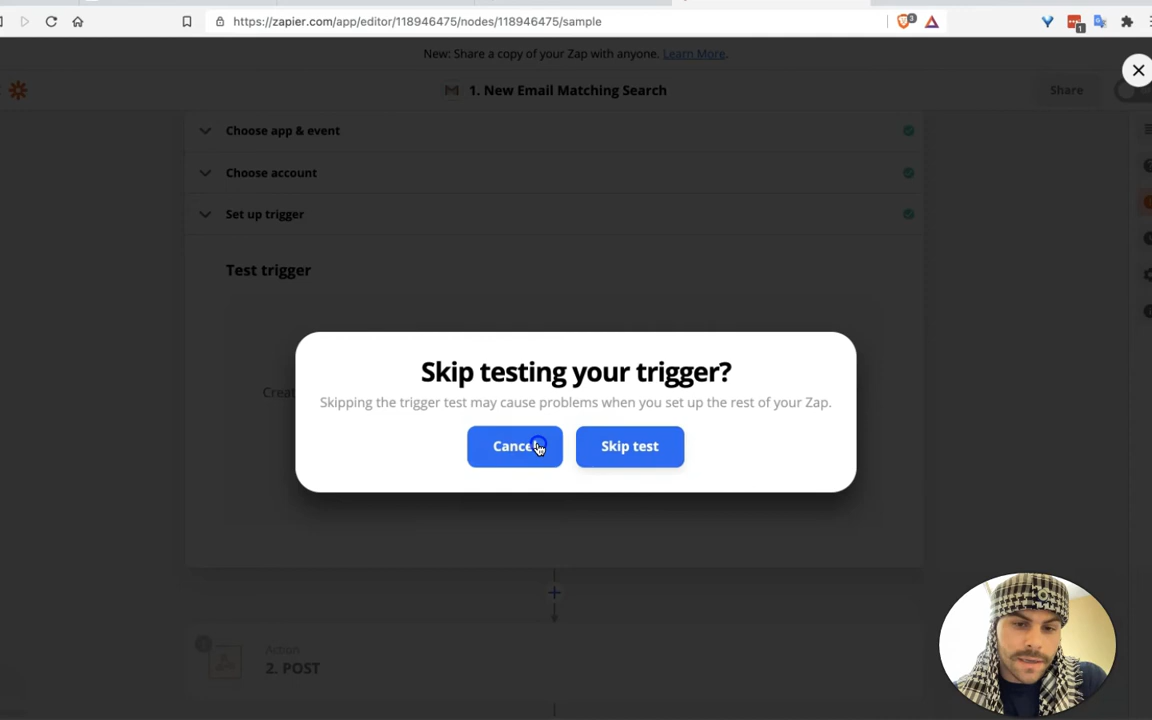 https://zapier.com/app/editor/118946475/nodes/118946475/sample
3
1
New: Share a copy of your Zap with anyone. Learn More.
1. New Email Matching Search
Share
Choose app & event
Choose account
Set up trigger
Test trigger
Skip testing your trigger?
Skipping the trigger test may cause problems when you set up the rest of your Zap.
Cancel
Skip test
Action
2. POST